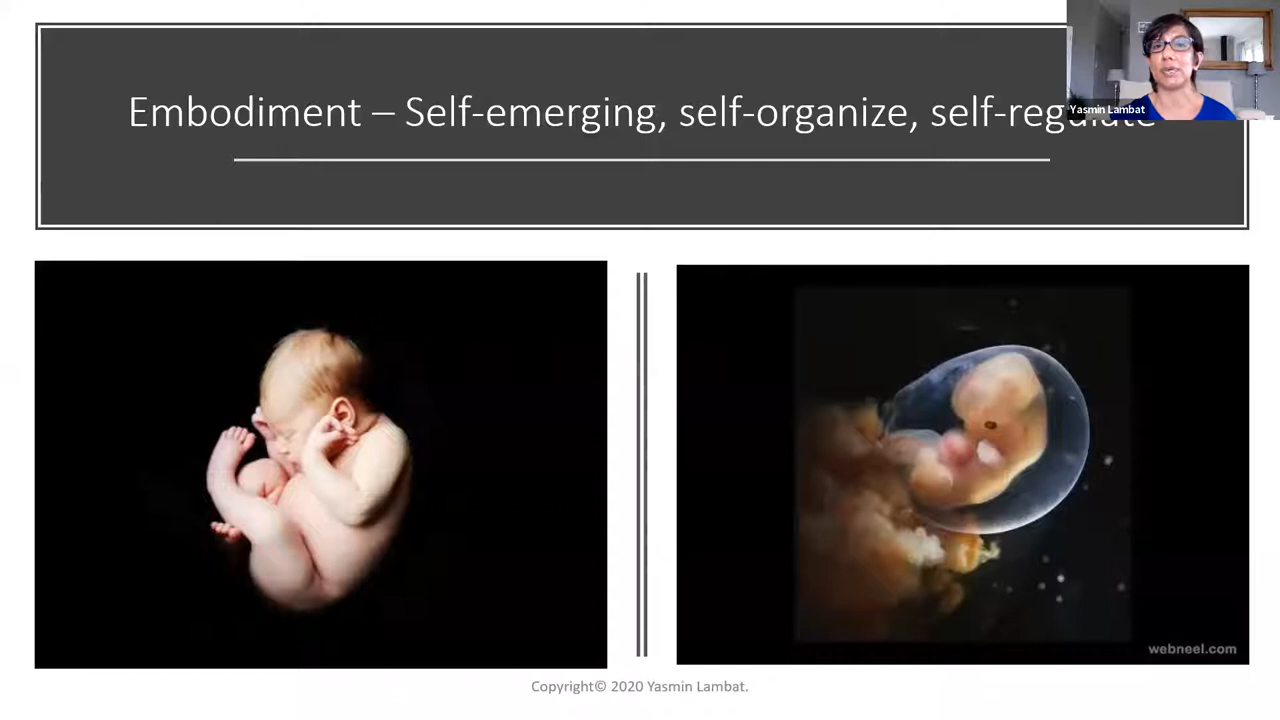 Embodiment – Self-emerging, self-organize, self-regulate
Yasmin Lambat
webneel.com
Copyright© 2020 Yasmin Lambat.